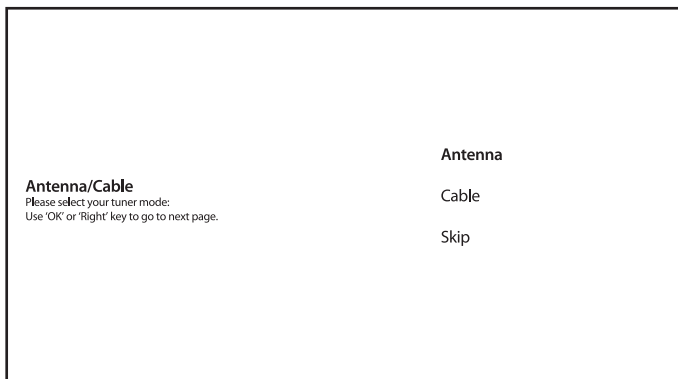 Antenna/Cable
Please select your tuner mode:
Use ‘OK’ or ‘Right’ key to go to next page.
Antenna
Cable
Skip